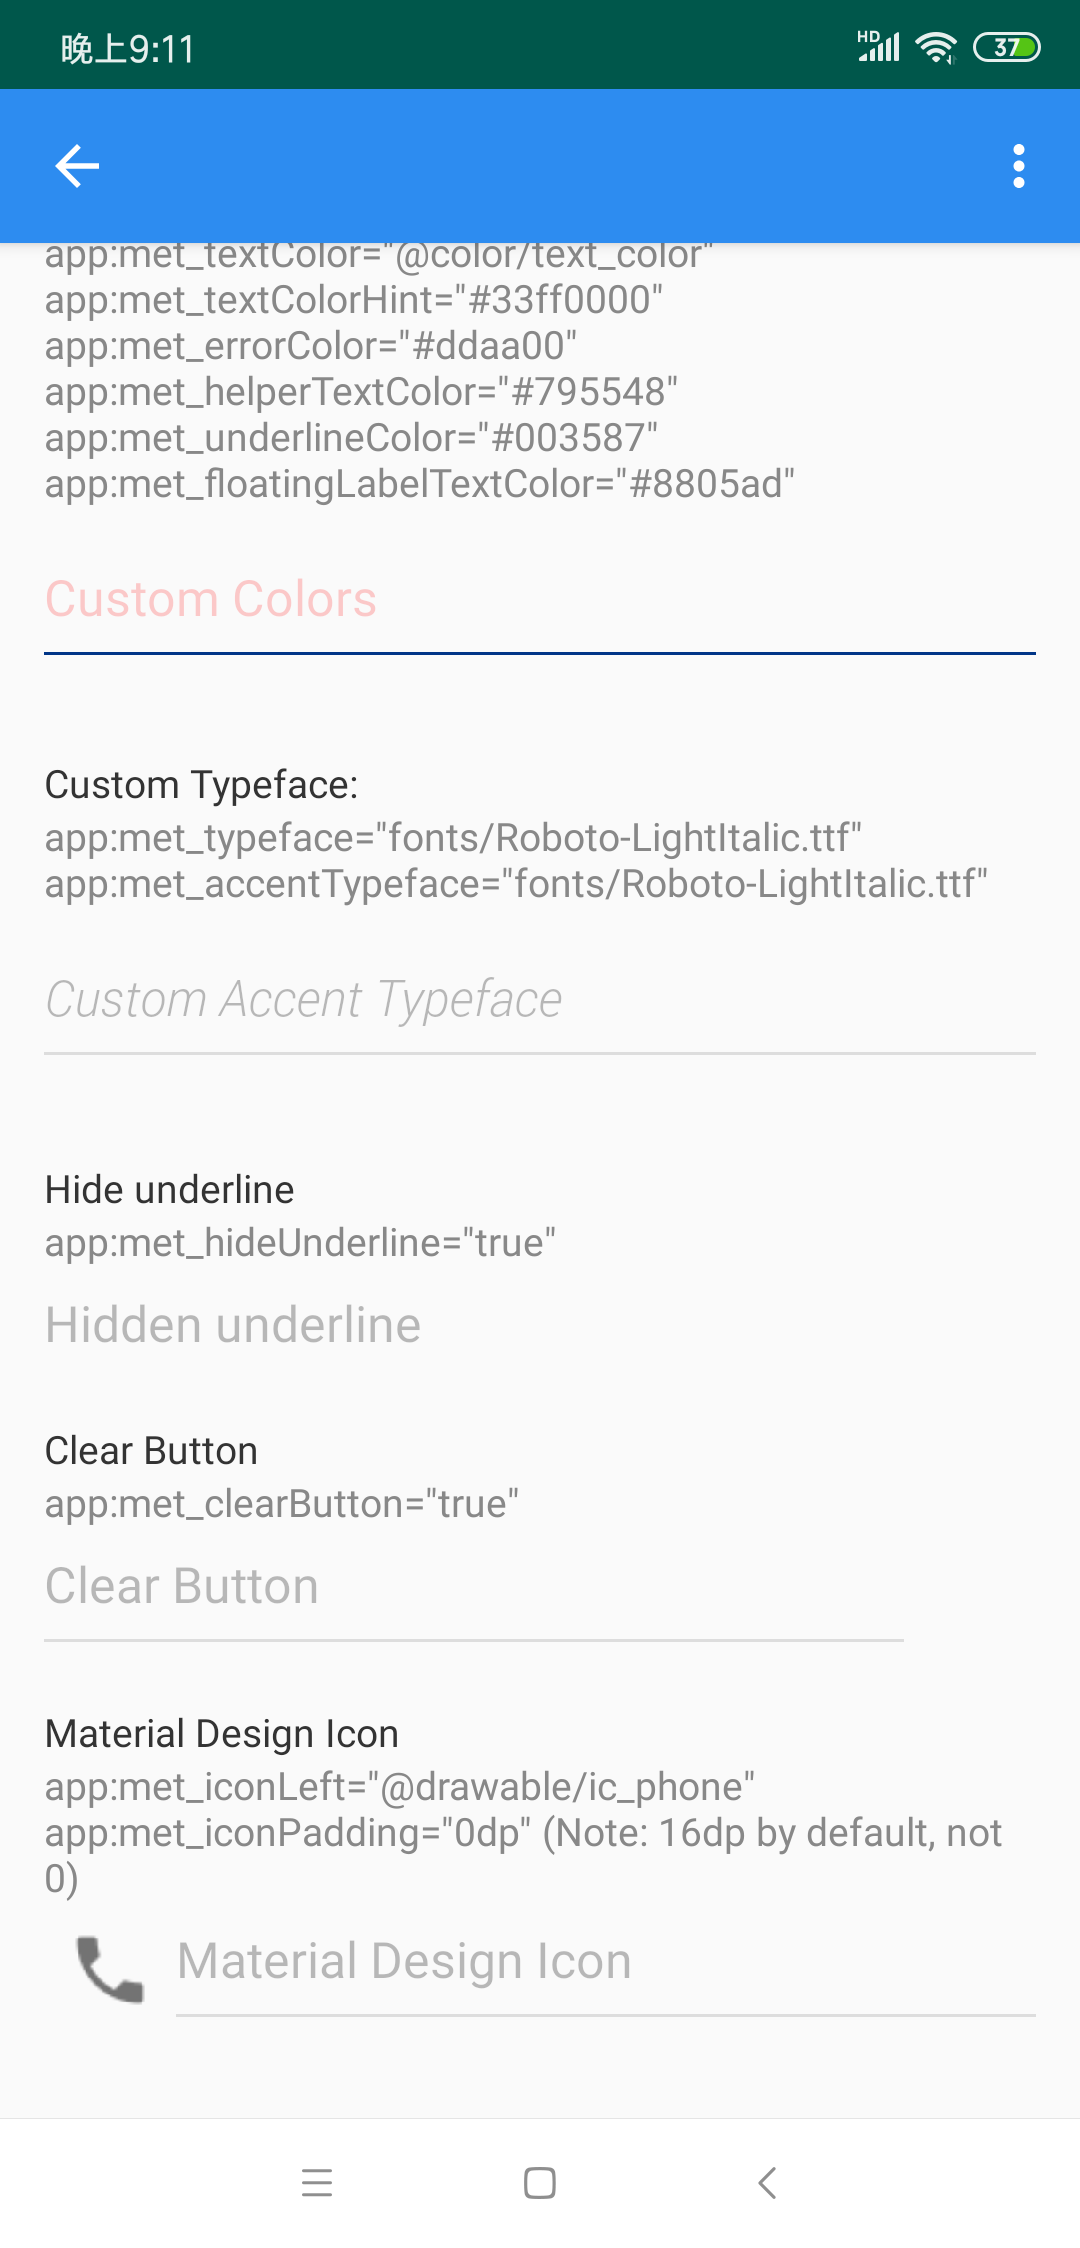 晚上9:11
HD
37
app:met_textColor="@color/text_color"
app:met_textColorHint="#33ff0000"
app:met_errorColor="#ddaa00"
app:met_helperTextColor="#795548"
app:met_underlineColor="#003587"
app:met_floatingLabelTextColor="#8805ad"
Custom Colors
Custom Typeface:
app:met_typeface="fonts/Roboto-LightItalic.ttf"
app:met_accentTypeface="fonts/Roboto-LightItalic.ttf"
Custom Accent Typeface
Hide underline
app:met_hideUnderline="true"
Hidden underline
Clear Button
app:met_clearButton="true"
Clear Button
Material Design Icon
app:met_iconLeft="@drawable/ic_phone"
app:met_iconPadding="0dp" (Note: 16dp by default, not
0)
Material Design Icon